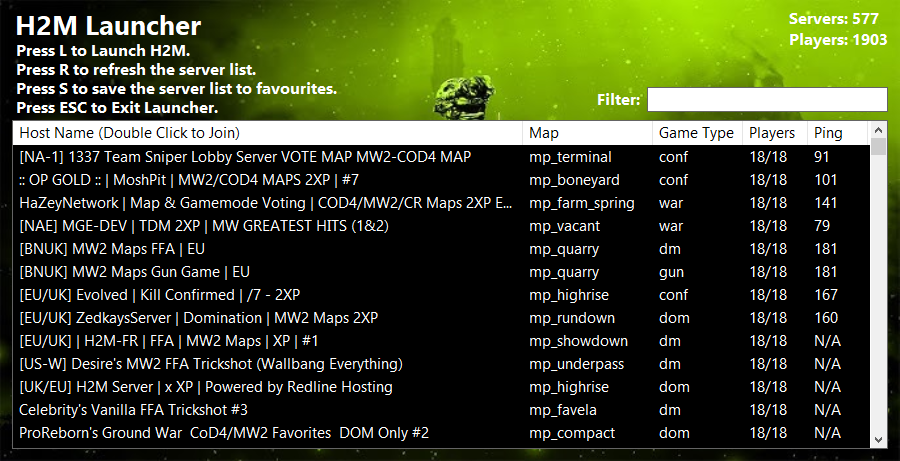 H2M Launcher
Servers: 577
Players: 1903
Press L to Launch H2M.
Press R to refresh the server list.
Press S to save the server list to favourites.
Press ESC to Exit Launcher.
Filter:
Host Name (Double Click to Join) Map Game Type Players Ping
[NA-1] 1337 Team Sniper Lobby Server VOTE MAP MW2-COD4 MAP mp_terminal conf 18/18 91
:: OP GOLD :: | MoshPit | MW2/COD4 MAPS 2XP | #7 mp_boneyard conf 18/18 101
HaZeyNetwork | Map & Gamemode Voting | COD4/MW2/CR Maps 2XP E... mp_farm_spring war 18/18 141
[NAE] MGE-DEV | TDM 2XP | MW GREATEST HITS (1&2) mp_vacant war 18/18 79
[BNUK] MW2 Maps FFA | EU mp_quarry dm 18/18 181
[BNUK] MW2 Maps Gun Game | EU mp_quarry gun 18/18 181
[EU/UK] Evolved | Kill Confirmed | /7 - 2XP mp_highrise conf 18/18 167
[EU/UK] ZedkaysServer | Domination | MW2 Maps 2XP mp_rundown dom 18/18 160
[EU/UK] | H2M-FR | FFA | MW2 Maps | XP | #1 mp_showdown dm 18/18 N/A
[US-W] Desire's MW2 FFA Trickshot (Wallbang Everything) mp_underpass dm 18/18 N/A
[UK/EU] H2M Server | x XP | Powered by Redline Hosting mp_highrise dom 18/18 N/A
Celebrity's Vanilla FFA Trickshot #3 mp_favela dm 18/18 N/A
ProReborn's Ground War CoD4/MW2 Favorites DOM Only #2 mp_compact dom 18/18 N/A